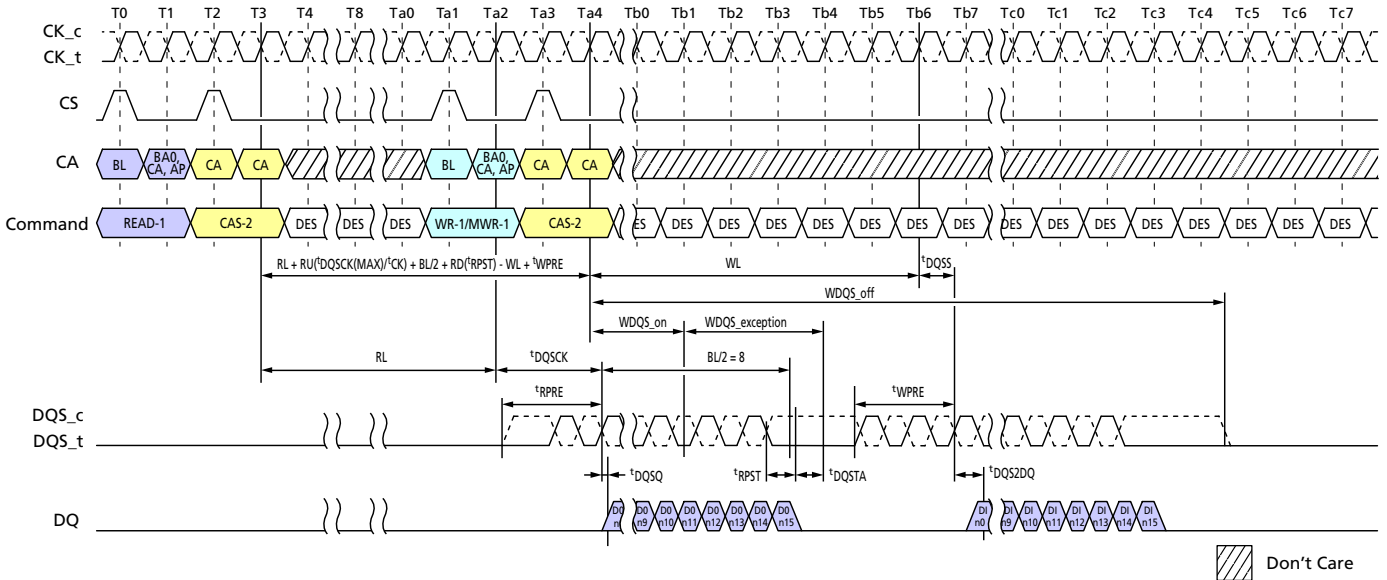 T0 T1 T2 T3 T4 T8 Ta0 Ta1 Ta2 Ta3 Ta4 Tb0 Tb1 Tb2 Tb3 Tb4 Tb5 Tb6 Tb7 Tc0 Tc1 Tc2 Tc3 Tc4 Tc5 Tc6 Tc7
CK_c
CK_t
CS
CA BL BA0, CA, AP CA CA BL BA0, CA, AP CA CA
Command READ-1 CAS-2 DES DES DES WR-1/MWR-1 CAS-2 ES DES DES DES DES DES DES DES DES DES DES DES DES DES DES DES
RL + RU(tDQSCK(MAX)/tCK) + BL/2 + RD(tRPST) - WL + tWPRE WL tDQSS
WDQS_off
WDQS_on WDQS_exception
RL tDQSCK BL/2 = 8
tRPRE tWPRE
DQS_c
DQS_t
tDQSQ tRPST tDQSTA tDQS2DQ
DQ D0 n D0 n9 D0 n10 D0 n11 D0 n12 D0 n13 D0 n14 D0 n15 DI n0 DI n9 DI n10 DI n11 DI n12 DI n13 DI n14 DI n15
Don't Care